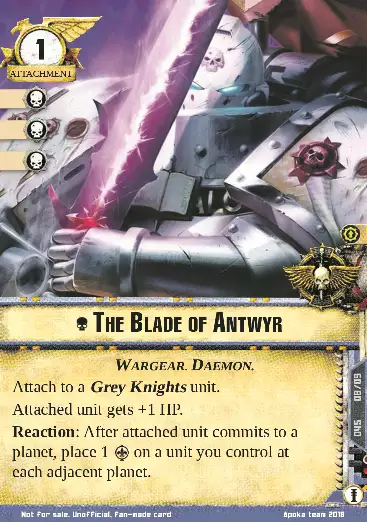 1
ATTACHMENT
THE BLADE OF ANTWYR
WARGEAR. DAEMON.
Attach to a Grey Knights unit.
Attached unit gets +1 HP.
Reaction: After attached unit commits to a
planet, place 1 on a unit you control at
each adjacent planet.
045 08/09
Not for sale. Unofficial. Fan-made card
Apoka team 2018